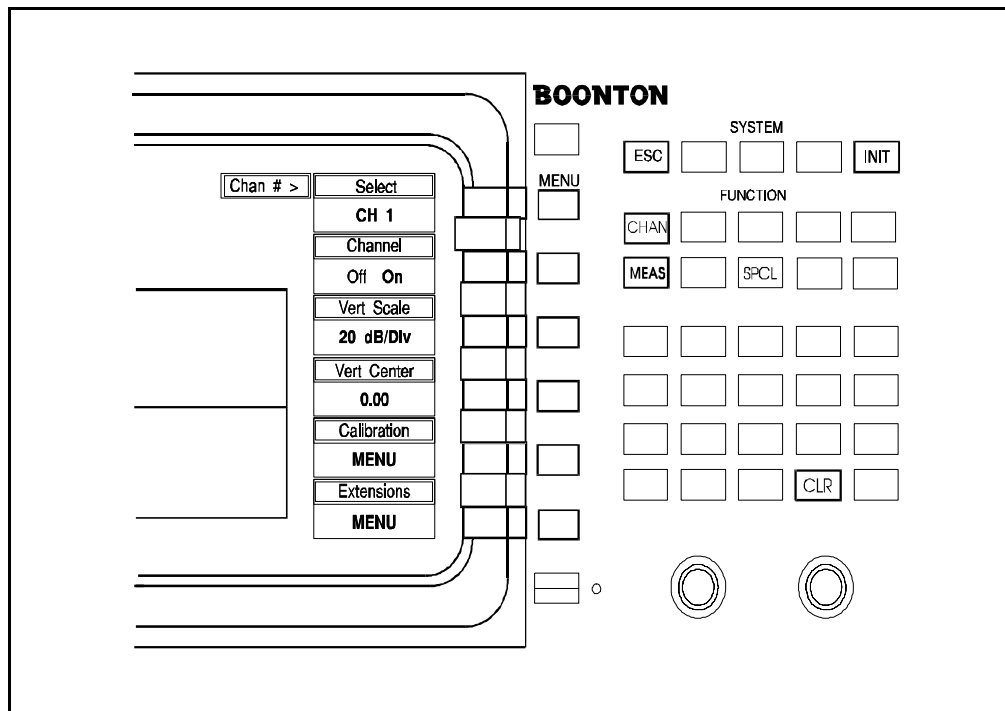 BOONTON
SYSTEM
ESC INIT
MENU
FUNCTION
CHAN
MEAS SPCL
CLR
Chan # >
Select
CH 1
Channel
Off On
Vert Scale
20 dB/Div
Vert Center
0.00
Calibration
MENU
Extensions
MENU